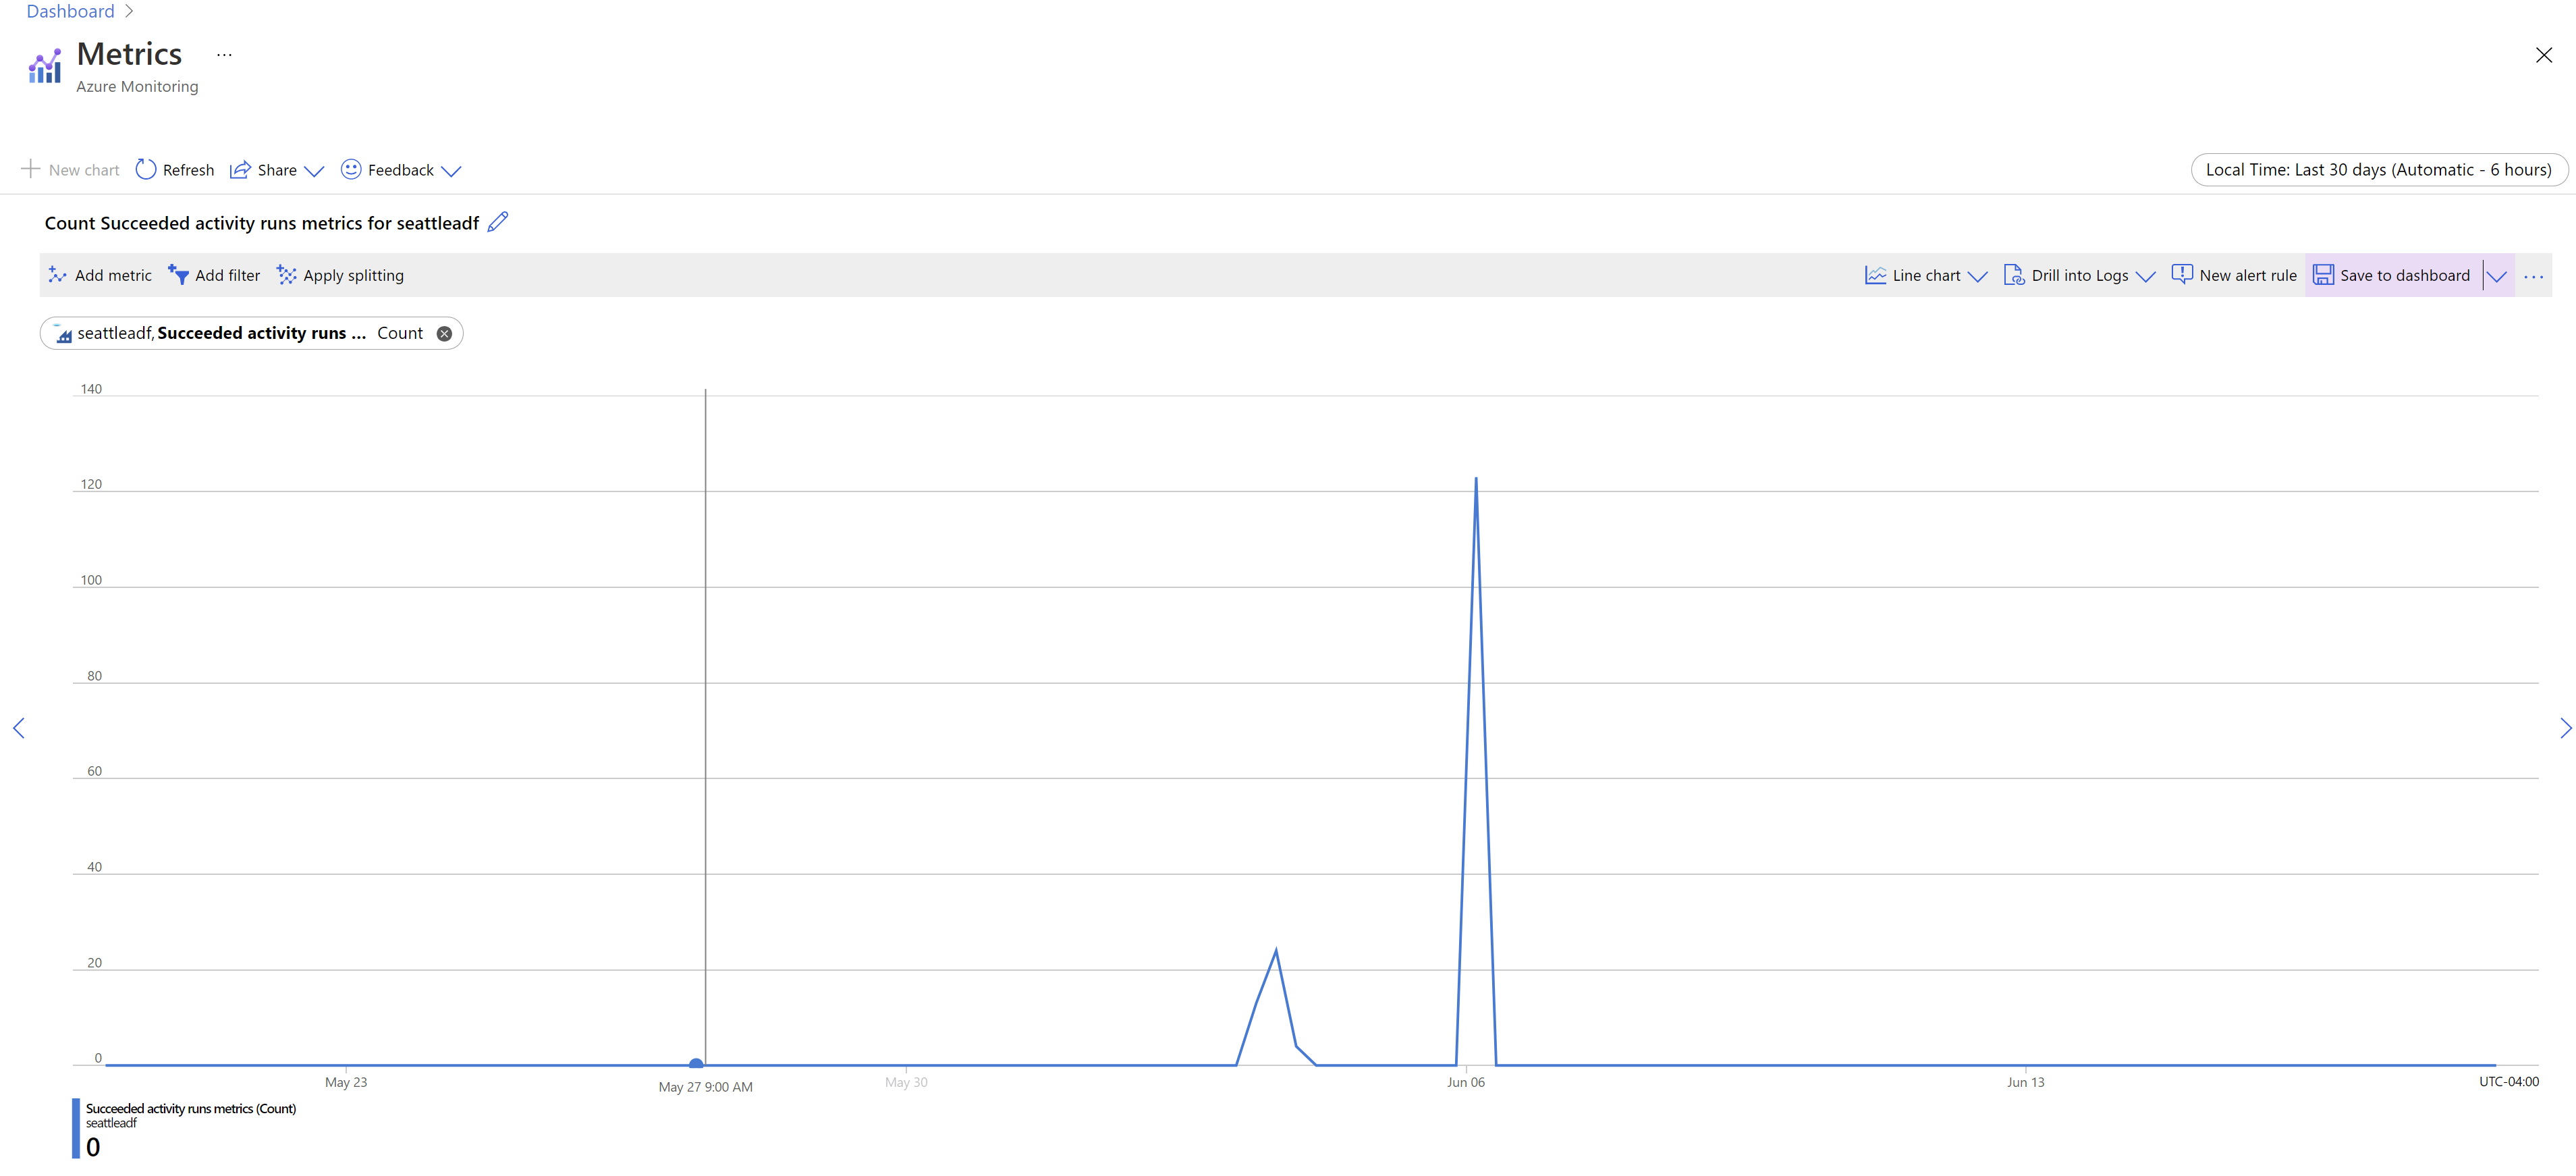 Dashboard
Metrics ...
Azure Monitoring
New chart Refresh Share Feedback Local Time: Last 30 days (Automatic - 6 hours)
Count Succeeded activity runs metrics for seattleadf
Add metric Add filter Apply splitting Line chart Drill into Logs New alert rule Save to dashboard ...
seattleadf, Succeeded activity runs ... Count
140
120
100
80
60
40
20
0
May 23 May 27 9:00 AM May 30 Jun 06 Jun 13 UTC-04:00
Succeeded activity runs metrics (Count)
seattleadf
0